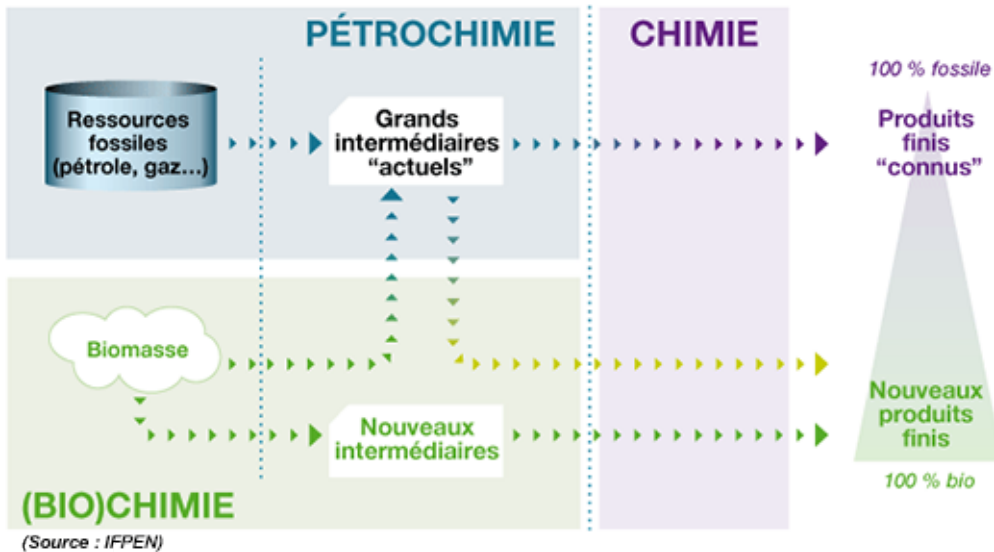 PÉTROCHIMIE
CHIMIE
100 % fossile
Ressources
fossiles
(pétrole, gaz...)
Grands
intermédiaires
“actuels”
Produits
finis
“connus”
Biomasse
Nouveaux
intermédiaires
Nouveaux
produits
finis
100 % bio
(BIO)CHIMIE
(Source : IFPEN)